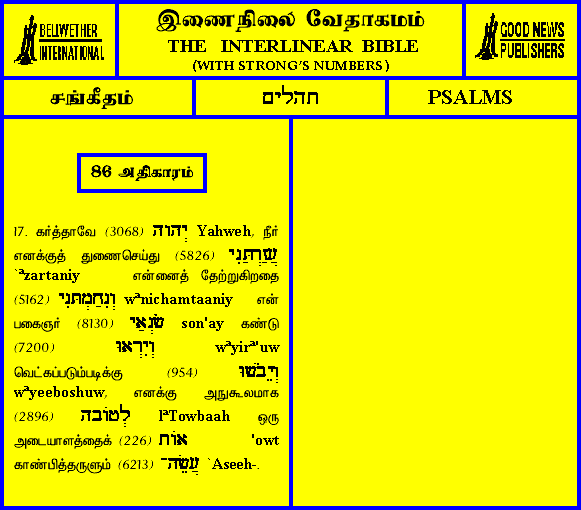 BELLWETHER
INTERNATIONAL
இணைநிலை வேதாகமம்
THE INTERLINEAR BIBLE
(WITH STRONG'S NUMBERS)
GOOD NEWS
PUBLISHERS
சங்கீதம்
תהלים
PSALMS
86 அதிகாரம்
17. கர்த்தாவே (3068) יְהוּה Yahweh, நீர்
எனக்குத் துணைசெய்து (5826) עֲזַרְתַּנִי
`ªzartaniy என்னைத் தேற்றுகிறதை
(5162) וְנִחַמְתּנִי wªnichamtaaniy என்
பகைஞர் (8130) שֹׂנְאַי son'ay கண்டு
(7200) וְיִרְאוּ wªyirª'uw
வெட்கப்படும்படிக்கு (954) וְיֵבֹשׁוּ
wªyeeboshuw, எனக்கு அநுகூலமாக
(2896) לְטוֹבה lªTowbaah ஒரு
அடையாளத்தைக் (226) אוֹת 'owt
காண்பித்தருளும் (6213) עֲשֵׂה־ `Aseeh-.